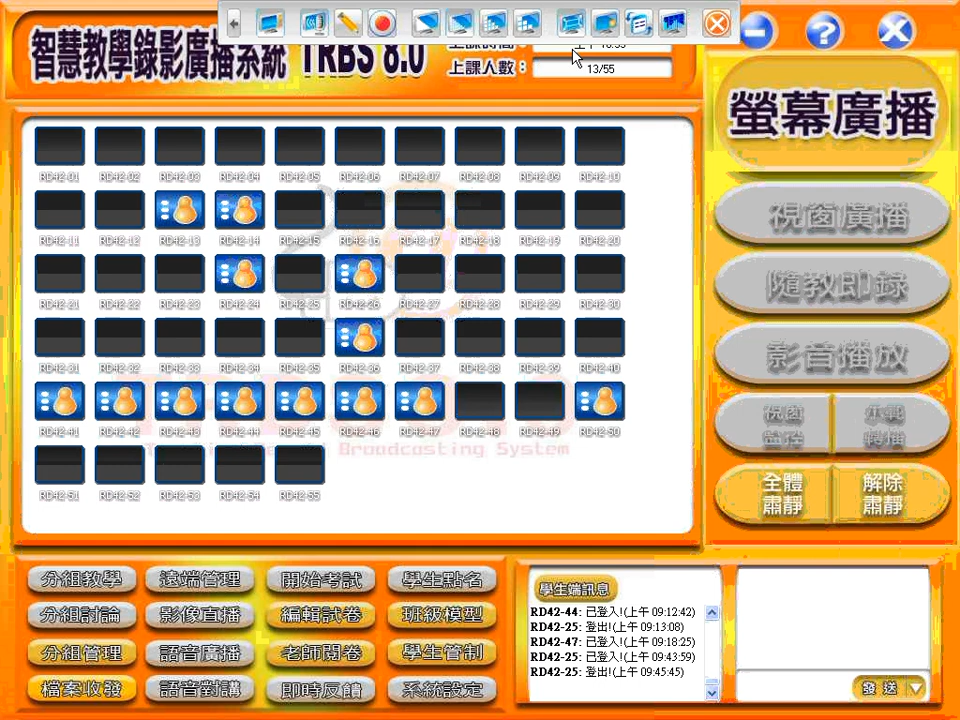 智慧教學錄影廣播系統 TRBS 8.0
上課人數： 13/55
螢幕廣播
視窗廣播
隨教即錄
影音播放
全體肅靜
解除肅靜
RD42-01 RD42-02 RD42-03 RD42-04 RD42-05 RD42-06 RD42-07 RD42-08 RD42-09 RD42-10
RD42-11 RD42-12 RD42-13 RD42-14 RD42-15 RD42-16 RD42-17 RD42-18 RD42-19 RD42-20
RD42-21 RD42-22 RD42-23 RD42-24 RD42-25 RD42-26 RD42-27 RD42-28 RD42-29 RD42-30
RD42-31 RD42-32 RD42-33 RD42-34 RD42-35 RD42-36 RD42-37 RD42-38 RD42-39 RD42-40
RD42-41 RD42-42 RD42-43 RD42-44 RD42-45 RD42-46 RD42-47 RD42-48 RD42-49 RD42-50
Broadcasting System
RD42-51 RD42-52 RD42-53 RD42-54 RD42-55
分組教學 遠端管理 開始考試 學生點名
分組討論 影像直播 編輯試卷 班級模型
分組管理 語音廣播 老師閱卷 學生管制
檔案收發 語音對講 即時反饋 系統設定
學生端訊息
RD42-44: 已登入!(上午 09:12:42)
RD42-25: 登出!(上午 09:13:08)
RD42-47: 已登入!(上午 09:18:25)
RD42-25: 已登入!(上午 09:43:59)
RD42-25: 登出!(上午 09:45:45)
發送